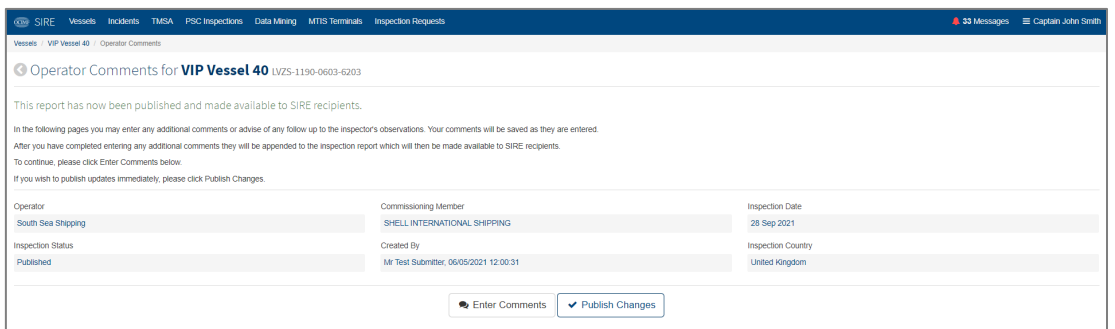 OCIMF SIRE Vessels Incidents TMSA PSC Inspections Data Mining MTIS Terminals Inspection Requests 33 Messages Captain John Smith
Vessels / VIP Vessel 40 / Operator Comments
Operator Comments for VIP Vessel 40 LVZS-1190-0603-6203
This report has now been published and made available to SIRE recipients.
In the following pages you may enter any additional comments or advise of any follow up to the inspector's observations. Your comments will be saved as they are entered.
After you have completed entering any additional comments they will be appended to the inspection report which will then be made available to SIRE recipients.
To continue, please click Enter Comments below.
If you wish to publish updates immediately, please click Publish Changes.
Operator Commissioning Member Inspection Date
South Sea Shipping SHELL INTERNATIONAL SHIPPING 28 Sep 2021
Inspection Status Created By Inspection Country
Published Mr Test Submitter, 06/05/2021 12:00:31 United Kingdom
Enter Comments Publish Changes